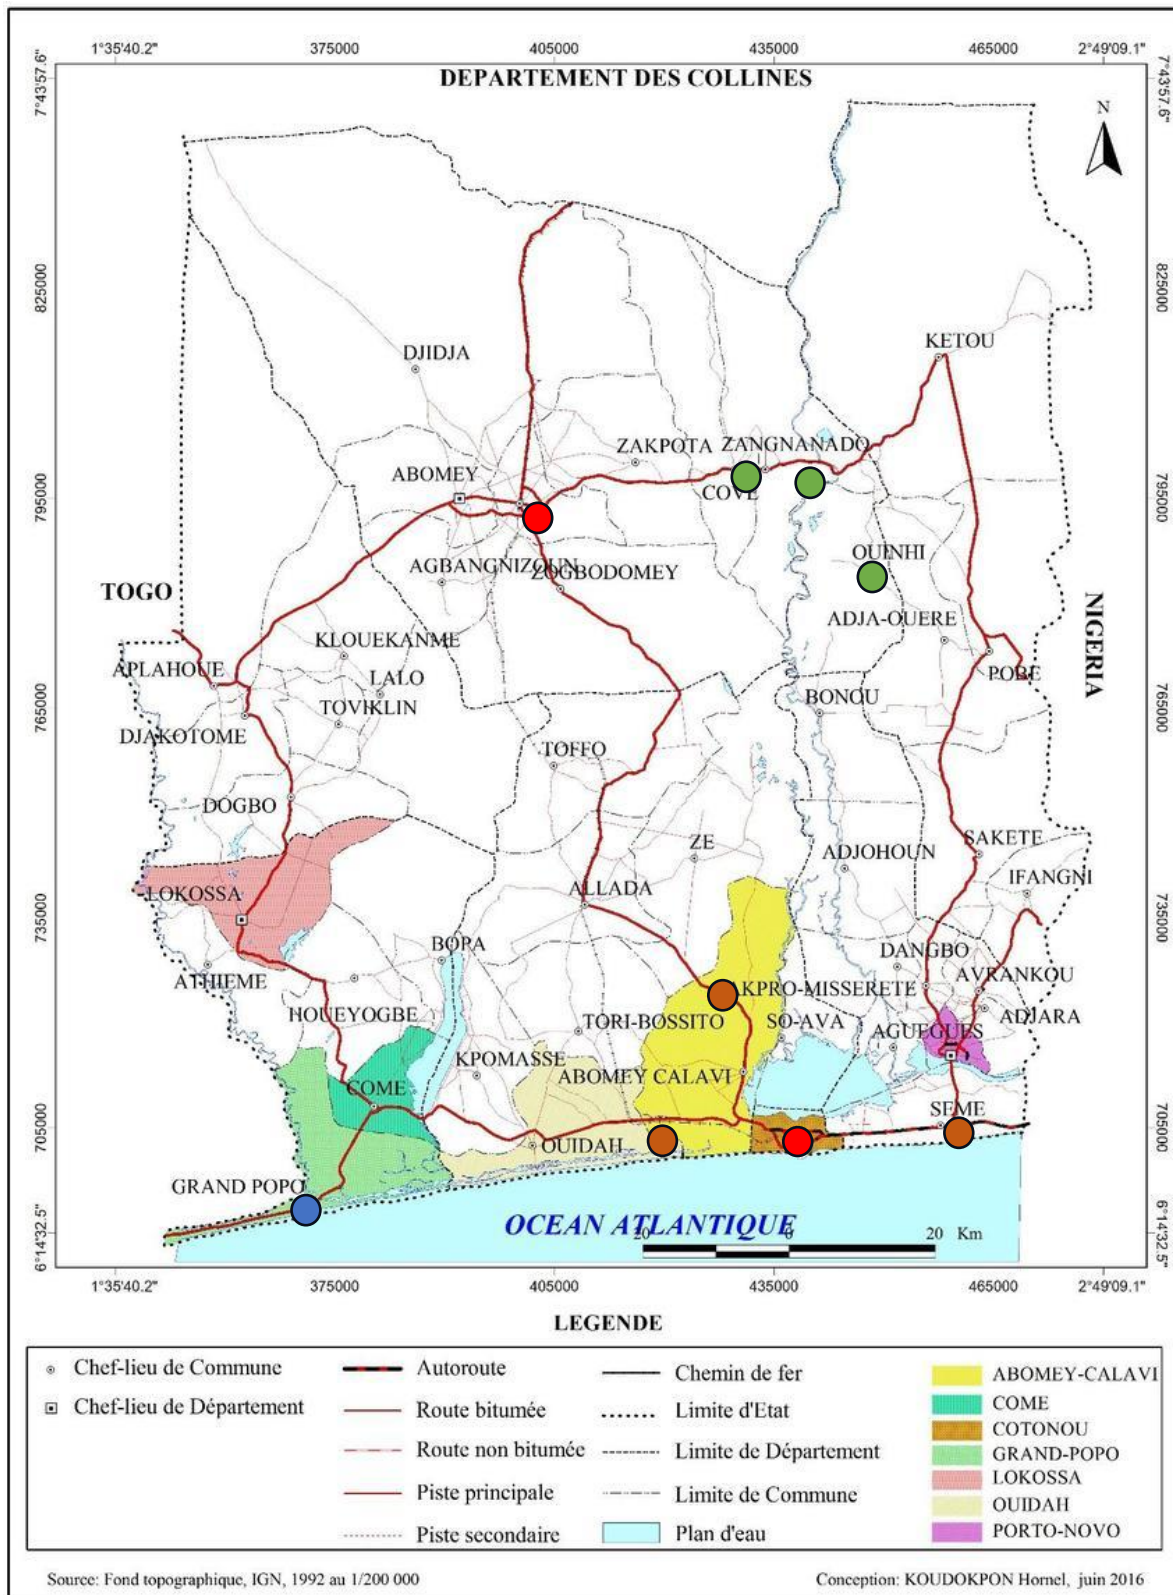 1°35'40.2"
375000
405000
435000
465000
2°49'09.1"
7°43'57.6"
7°43'57.6"
DEPARTEMENT DES COLLINES
N
825000
825000
KETOU
DJIDJA
ZAKPOTA
ZANGNANADO
ABOMEY
COVE
795000
795000
OUINHI
AGBANGNIZOUN
ZOGBODOMEY
TOGO
NIGERIA
ADJA-OUERE
KLOUEKANME
APLAHOUE
POBE
LALO
BONOU
765000
765000
TOVIKLIN
DJAKOTOME
TOFFO
DOGBO
ZE
SAKETE
ADJOHOUN
IFANGNI
LOKOSSA
ALLADA
735000
735000
BOPA
DANGBO
ATHIEME
AVRANKOU
AKPRO-MISSERETE
HOUEYOGBE
TORI-BOSSITO
SO-AVA
ADJARA
AGUEGUES
KPOMASSE
ABOMEY CALAVI
COME
SEME
705000
705000
OUIDAH
GRAND POPO
OCEAN ATLANTIQUE
20 0 20 Km
6°14'32.5"
6°14'32.5"
1°35'40.2"
375000
405000
435000
465000
2°49'09.1"
LEGENDE
Chef-lieu de Commune
Chef-lieu de Département
Autoroute
Route bitumée
Route non bitumée
Piste principale
Piste secondaire
Chemin de fer
Limite d'Etat
Limite de Département
Limite de Commune
Plan d'eau
ABOMEY-CALAVI
COME
COTONOU
GRAND-POPO
LOKOSSA
OUIDAH
PORTO-NOVO
Source: Fond topographique, IGN, 1992 au 1/200 000
Conception: KOUDOKPON Hornel, juin 2016